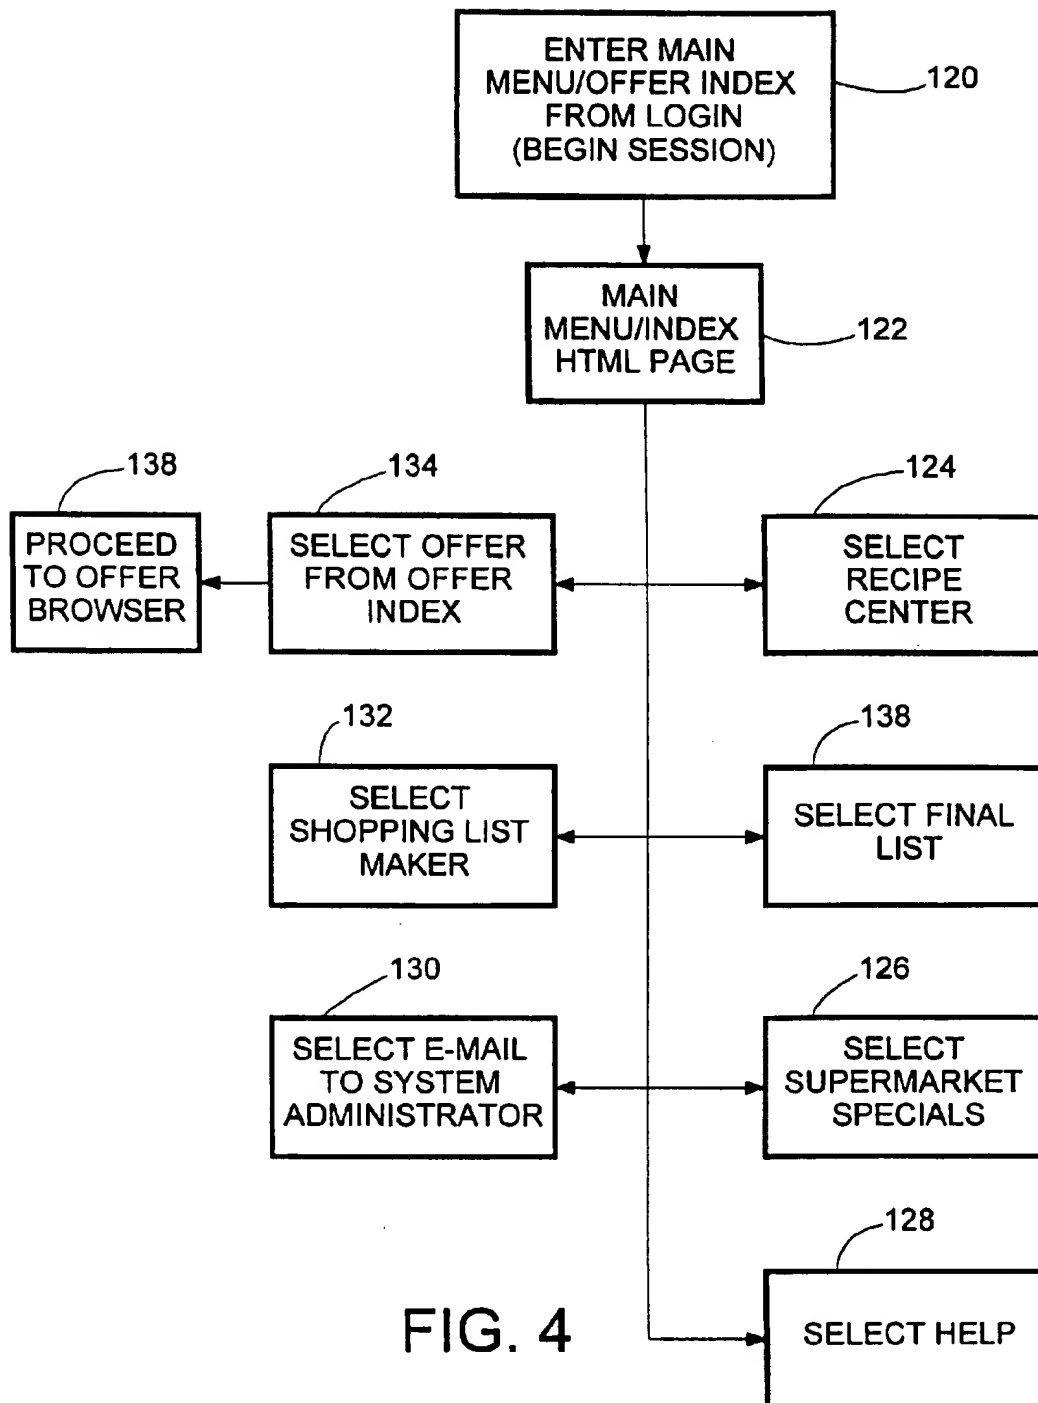 ENTER MAIN
MENU/OFFER INDEX
FROM LOGIN
(BEGIN SESSION)
120
MAIN
MENU/INDEX
HTML PAGE
122
138
PROCEED
TO OFFER
BROWSER
134
SELECT OFFER
FROM OFFER
INDEX
124
SELECT
RECIPE
CENTER
132
SELECT
SHOPPING LIST
MAKER
138
SELECT FINAL
LIST
130
SELECT E-MAIL
TO SYSTEM
ADMINISTRATOR
126
SELECT
SUPERMARKET
SPECIALS
128
SELECT HELP
FIG. 4